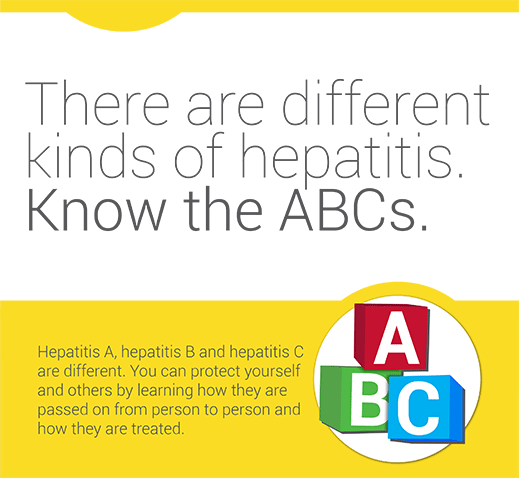 There are different
kinds of hepatitis.
Know the ABCs.
Hepatitis A, hepatitis B and hepatitis C
are different. You can protect yourself
and others by learning how they are
passed on from person to person and
how they are treated.
A
B C